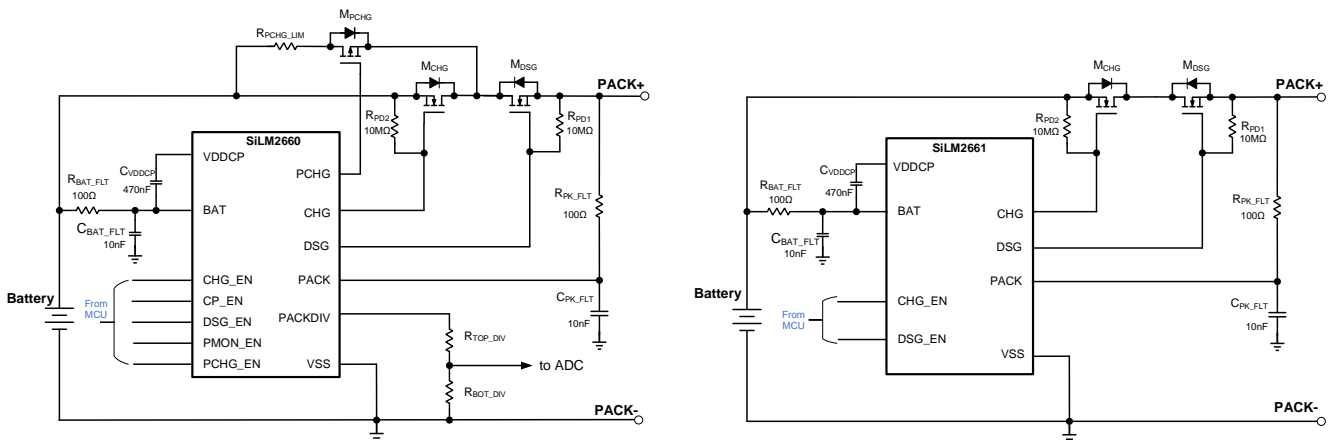 MPCHG
RPCHG_LIM
MCHG
MDSG
PACK+
RPD2
10MΩ
RPD1
10MΩ
SiLM2660
VDDCP
CVDDCP
470nF
PCHG
RBAT_FLT
100Ω
BAT
CHG
RPK_FLT
100Ω
CBAT_FLT
10nF
DSG
CHG_EN
PACK
Battery
From
MCU
CP_EN
CPK_FLT
10nF
DSG_EN
PACKDIV
PMON_EN
RTOP_DIV
PCHG_EN
VSS
to ADC
RBOT_DIV
PACK-
MCHG
MDSG
PACK+
RPD2
10MΩ
RPD1
10MΩ
SiLM2661
VDDCP
CVDDCP
470nF
RBAT_FLT
100Ω
BAT
CHG
RPK_FLT
100Ω
CBAT_FLT
10nF
DSG
PACK
Battery
From
MCU
CHG_EN
CPK_FLT
10nF
DSG_EN
VSS
PACK-